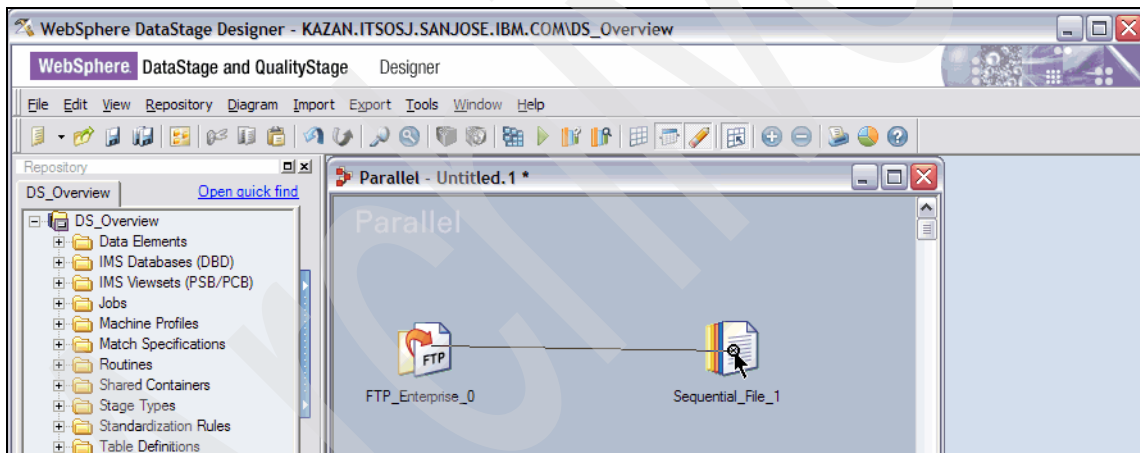 WebSphere DataStage Designer - KAZAN.ITSOSJ.SANJOSE.IBM.COM\DS_Overview
WebSphere. DataStage and QualityStage Designer
File Edit View Repository Diagram Import Export Tools Window Help
Repository
DS_Overview Open quick find
DS_Overview
Data Elements
IMS Databases (DBD)
IMS Viewsets (PSB/PCB)
Jobs
Machine Profiles
Match Specifications
Routines
Shared Containers
Stage Types
Standardization Rules
Table Definitions
Parallel - Untitled.1 *
Parallel
FTP
FTP_Enterprise_0 Sequential_File_1